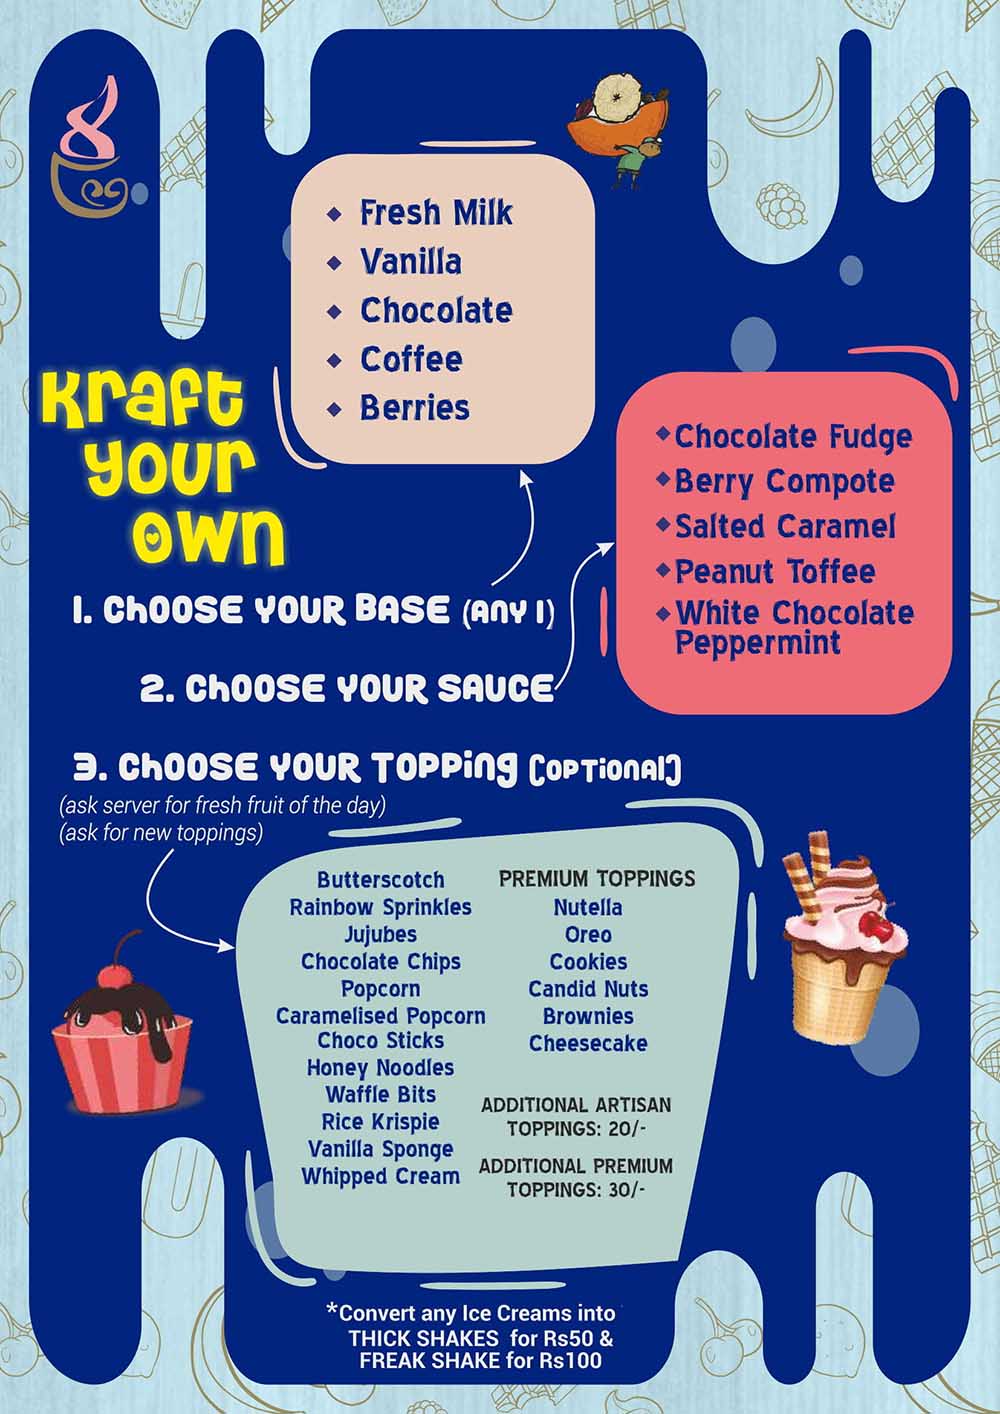 Kraft
your
own
Fresh Milk
Vanilla
Chocolate
Coffee
Berries
1. Choose your Base (Any 1)
Chocolate Fudge
Berry Compote
Salted Caramel
Peanut Toffee
White Chocolate
Peppermint
2. Choose your Sauce
3. Choose your Topping (optional)
(ask server for fresh fruit of the day)
(ask for new toppings)
Butterscotch
Rainbow Sprinkles
Jujubes
Chocolate Chips
Popcorn
Caramelised Popcorn
Choco Sticks
Honey Noodles
Waffle Bits
Rice Krispie
Vanilla Sponge
Whipped Cream
PREMIUM TOPPINGS
Nutella
Oreo
Cookies
Candid Nuts
Brownies
Cheesecake
ADDITIONAL ARTISAN
TOPPINGS: 20/-
ADDITIONAL PREMIUM
TOPPINGS: 30/-
*Convert any Ice Creams into
THICK SHAKES for Rs50 &
FREAK SHAKE for Rs100